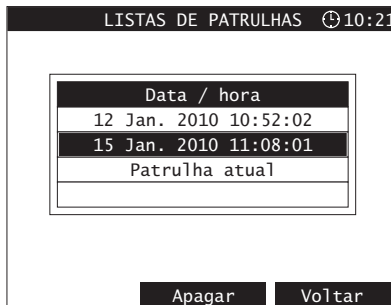 LISTAS DE PATRULHAS 10:21
Data / hora
12 Jan. 2010 10:52:02
15 Jan. 2010 11:08:01
Patrulha atual
Apagar Voltar